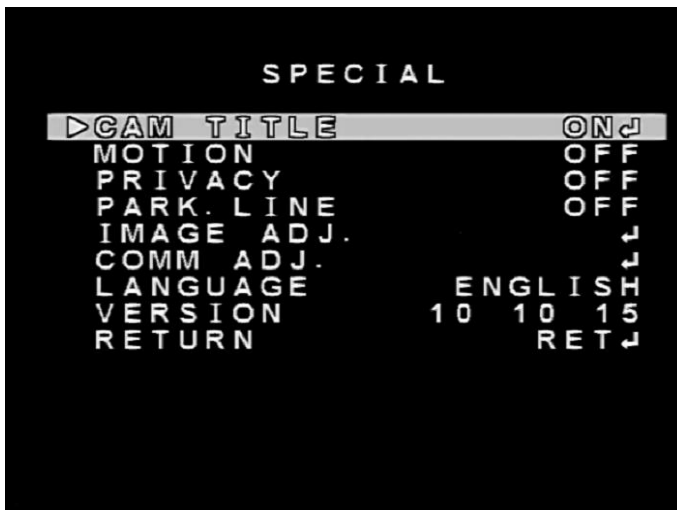 SPECIAL
CAM TITLE ON↲
MOTION OFF
PRIVACY OFF
PARK. LINE OFF
IMAGE ADJ. ↲
COMM ADJ. ↲
LANGUAGE ENGLISH
VERSION 10 10 15
RETURN RET↲